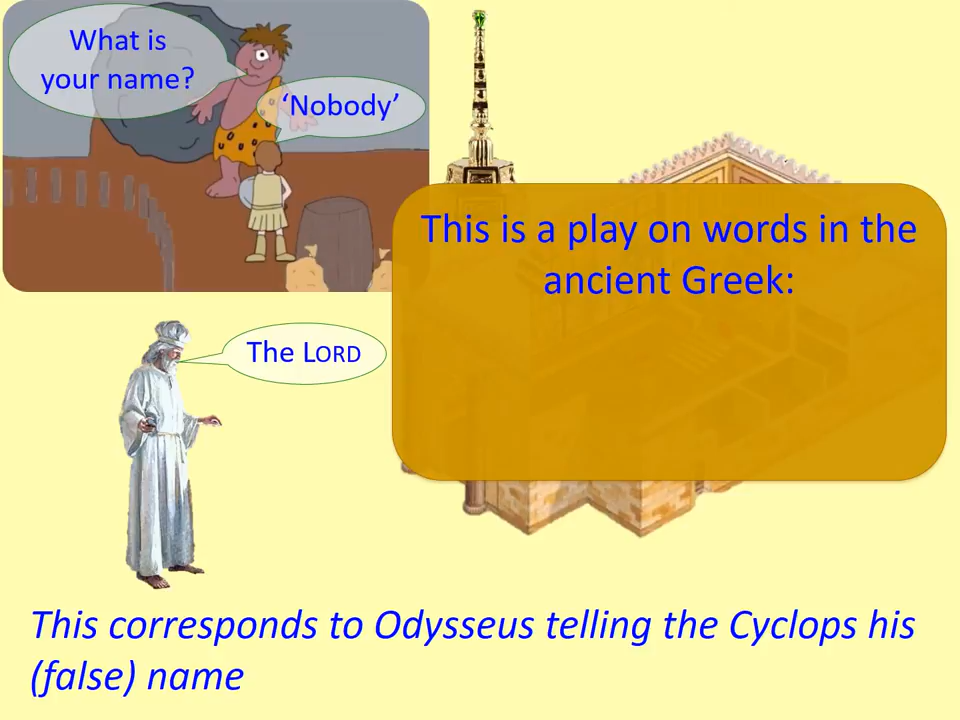 What is
your name?
‘Nobody’
This is a play on words in the
ancient Greek:
The LORD
This corresponds to Odysseus telling the Cyclops his
(false) name